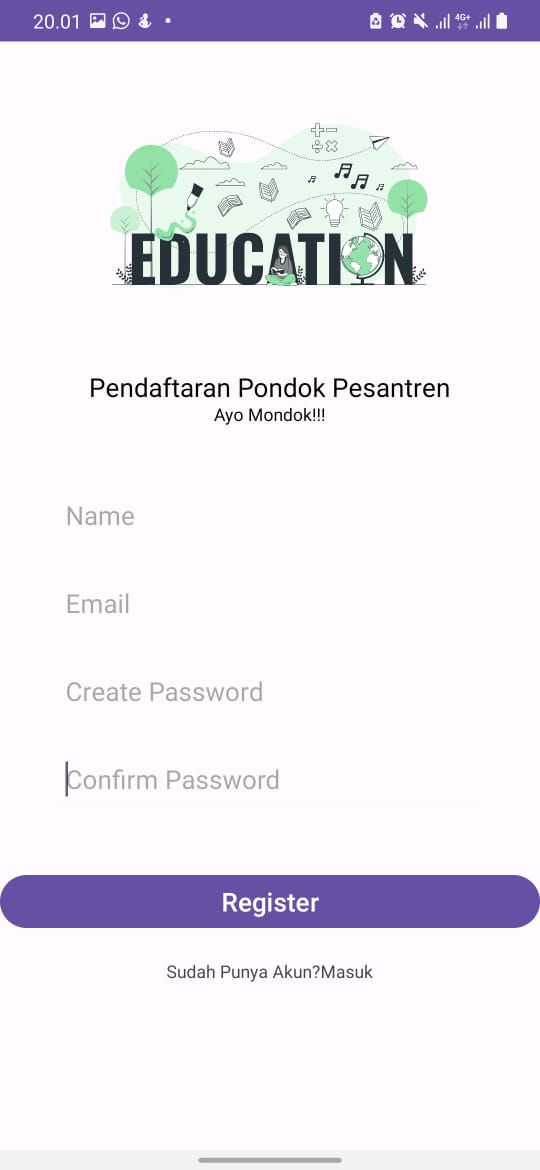 20.01
4G+
EDUCATION
Pendaftaran Pondok Pesantren
Ayo Mondok!!!
Name
Email
Create Password
Confirm Password
Register
Sudah Punya Akun?Masuk